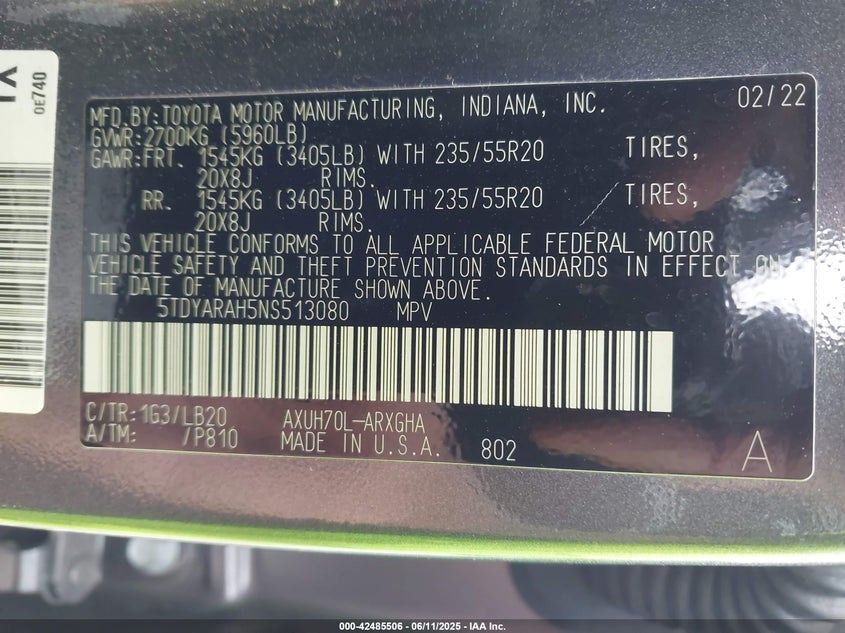 0E740
MFD.BY:TOYOTA MOTOR MANUFACTURING, INDIANA, INC. 02/22
GVWR:2700KG (5960LB)
GAWR:FRT. 1545KG (3405LB) WITH 235/55R20 TIRES,
20X8J RIMS.
RR. 1545KG (3405LB) WITH 235/55R20 TIRES,
20X8J RIMS.
THIS VEHICLE CONFORMS TO ALL APPLICABLE FEDERAL MOTOR
VEHICLE SAFETY AND THEFT PREVENTION STANDARDS IN EFFECT ON
THE DATE OF MANUFACTURE SHOWN ABOVE.
5TDYARAH5NS513080 MPV
C/TR:1G3/LB20 AXUH70L-ARXGHA
A/TM: /P810 MADE IN U.S.A. 802 A
000-42485506 - 06/11/2025 - IAA Inc.